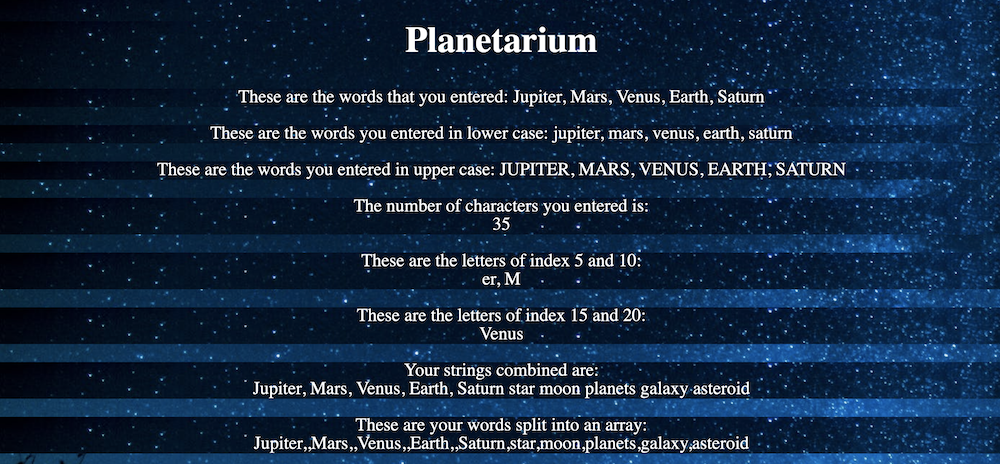 Planetarium
These are the words that you entered: Jupiter, Mars, Venus, Earth, Saturn
These are the words you entered in lower case: jupiter, mars, venus, earth, saturn
These are the words you entered in upper case: JUPITER, MARS, VENUS, EARTH, SATURN
The number of characters you entered is:
35
These are the letters of index 5 and 10:
er, M
These are the letters of index 15 and 20:
Venus
Your strings combined are:
Jupiter, Mars, Venus, Earth, Saturn star moon planets galaxy asteroid
These are your words split into an array:
Jupiter,,Mars,,Venus,,Earth,,Saturn,star,moon,planets,galaxy,asteroid